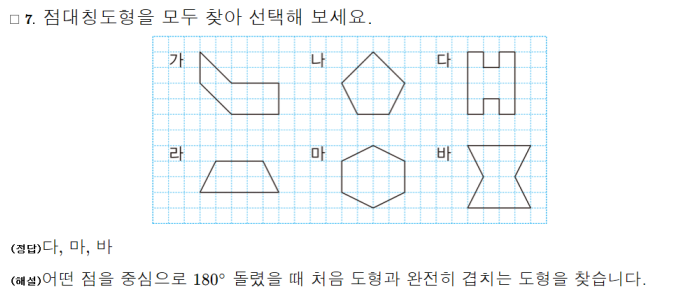 □ 7. 점대칭도형을 모두 찾아 선택해 보세요.
가 나 다
라 마 바
(정답)다, 마, 바
(해설)어떤 점을 중심으로 180° 돌렸을 때 처음 도형과 완전히 겹치는 도형을 찾습니다.